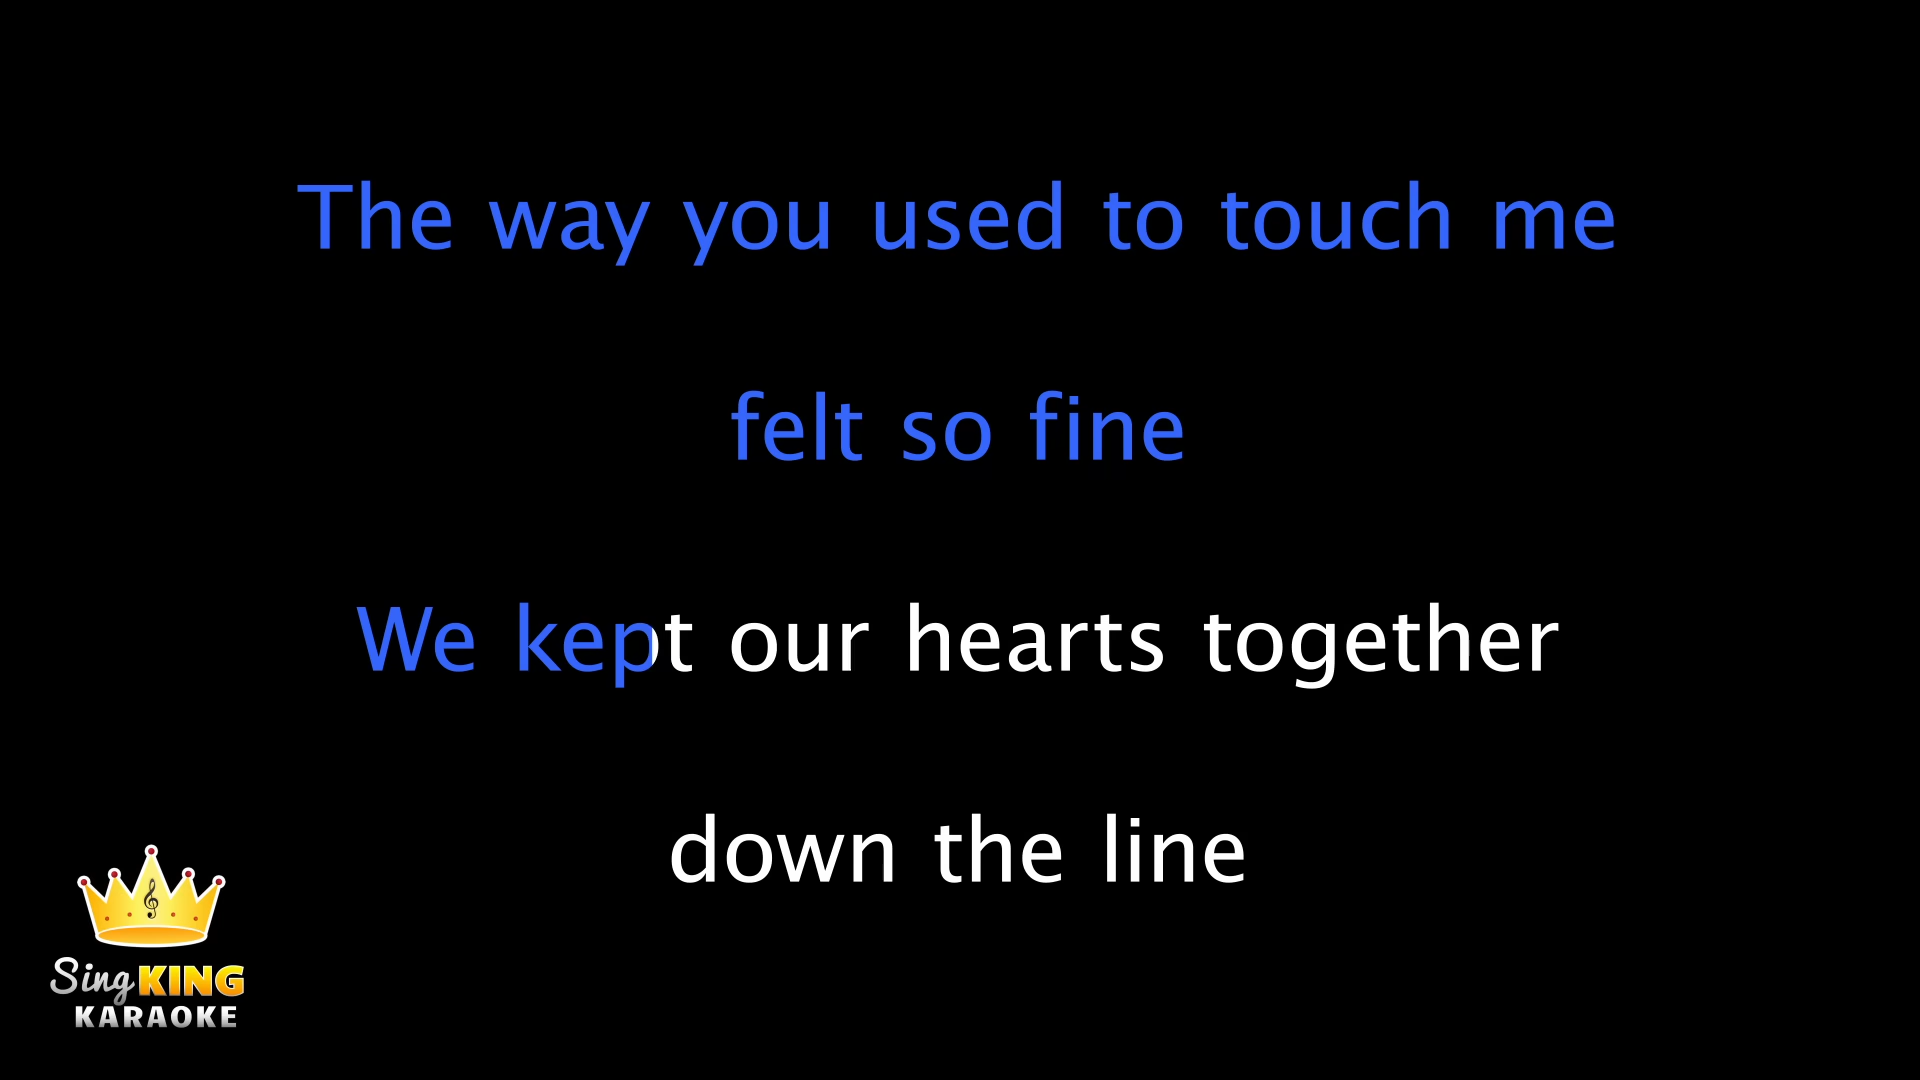 The way you used to touch me
felt so fine
We kept our hearts together
down the line
Sing KING
KARAOKE